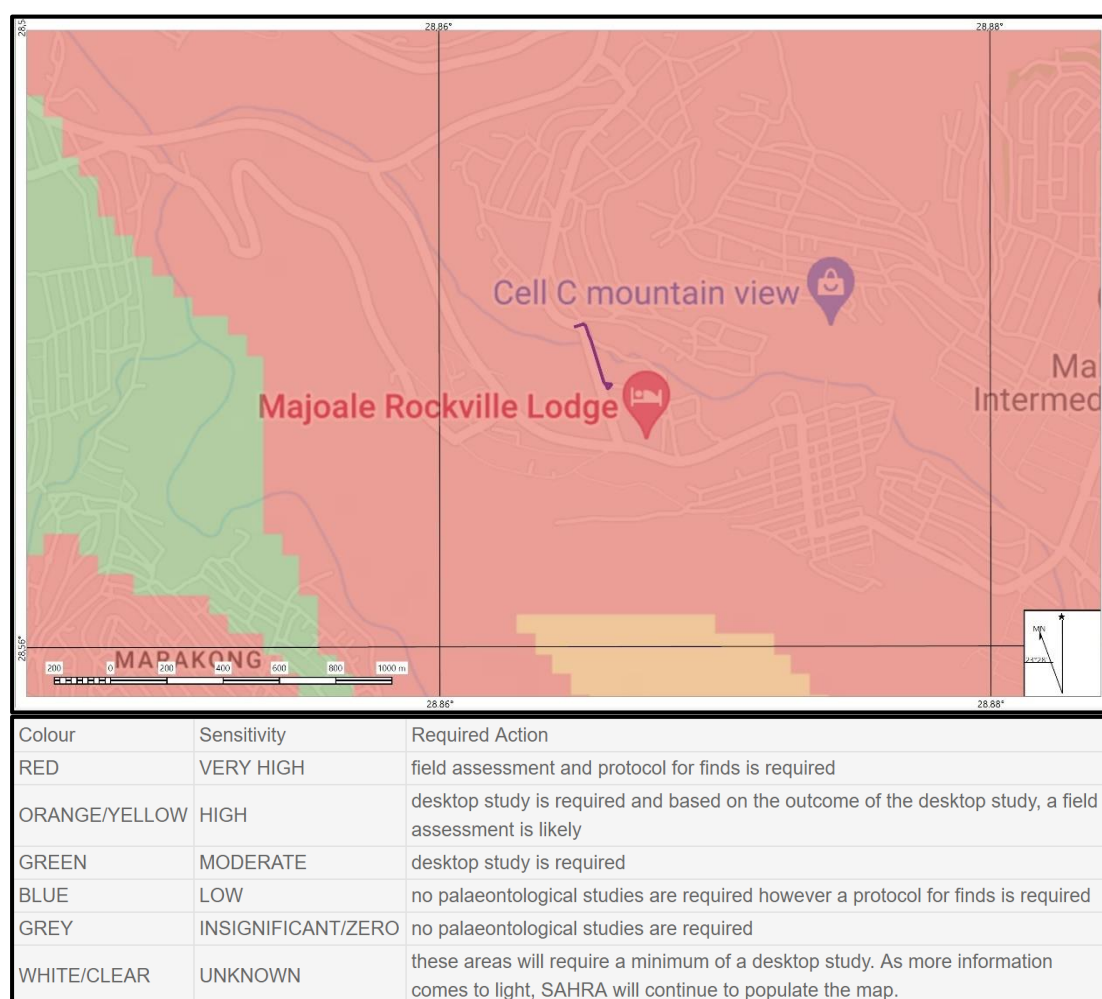 28,86°
28,88°
Cell C mountain view
Majoale Rockville Lodge
Ma
Intermed
MN
28,56°
MARAKONG
200 0 200 400 600 800 1000 m
28,86°
28,88°
Colour Sensitivity Required Action
RED VERY HIGH field assessment and protocol for finds is required
ORANGE/YELLOW HIGH desktop study is required and based on the outcome of the desktop study, a field
assessment is likely
GREEN MODERATE desktop study is required
BLUE LOW no palaeontological studies are required however a protocol for finds is required
GREY INSIGNIFICANT/ZERO no palaeontological studies are required
WHITE/CLEAR UNKNOWN these areas will require a minimum of a desktop study. As more information
comes to light, SAHRA will continue to populate the map.